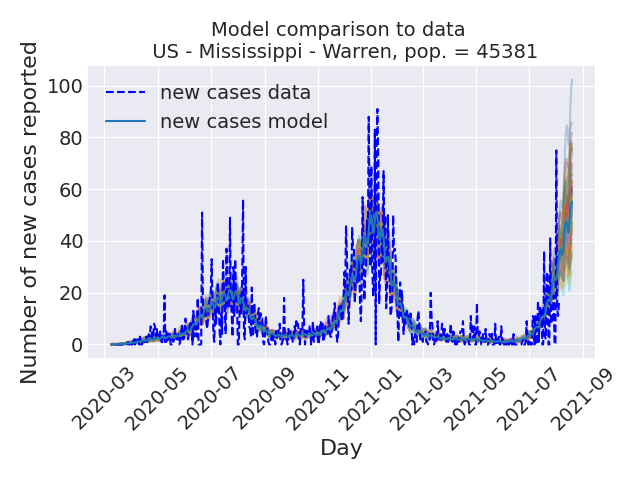 Model comparison to data
US - Mississippi - Warren, pop. = 45381
Number of new cases reported
100
80
60
40
20
0
new cases data
new cases model
2020-03
2020-05
2020-07
2020-09
2020-11
2021-01
2021-03
2021-05
2021-07
2021-09
Day